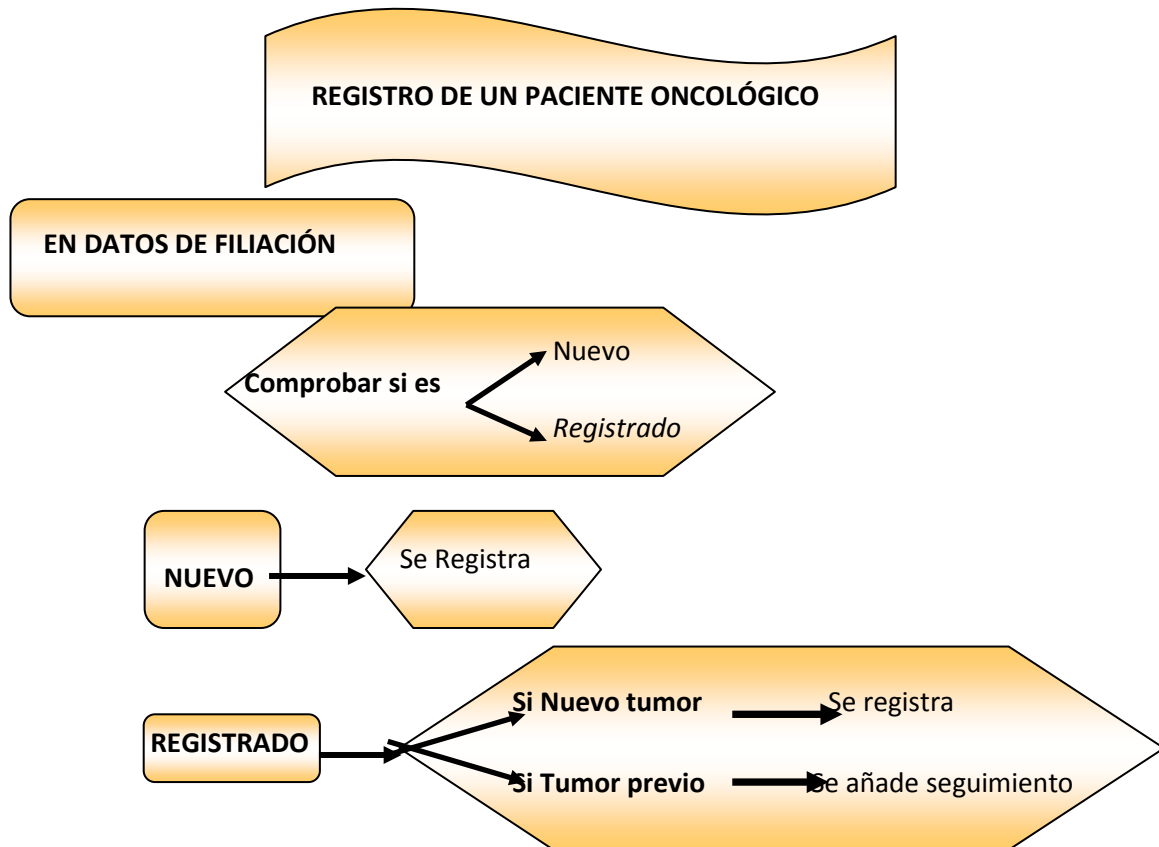 REGISTRO DE UN PACIENTE ONCOLÓGICO
EN DATOS DE FILIACIÓN
Nuevo
Comprobar si es
Registrado
NUEVO
Se Registra
REGISTRADO
Si Nuevo tumor
Se registra
Si Tumor previo
Se añade seguimiento